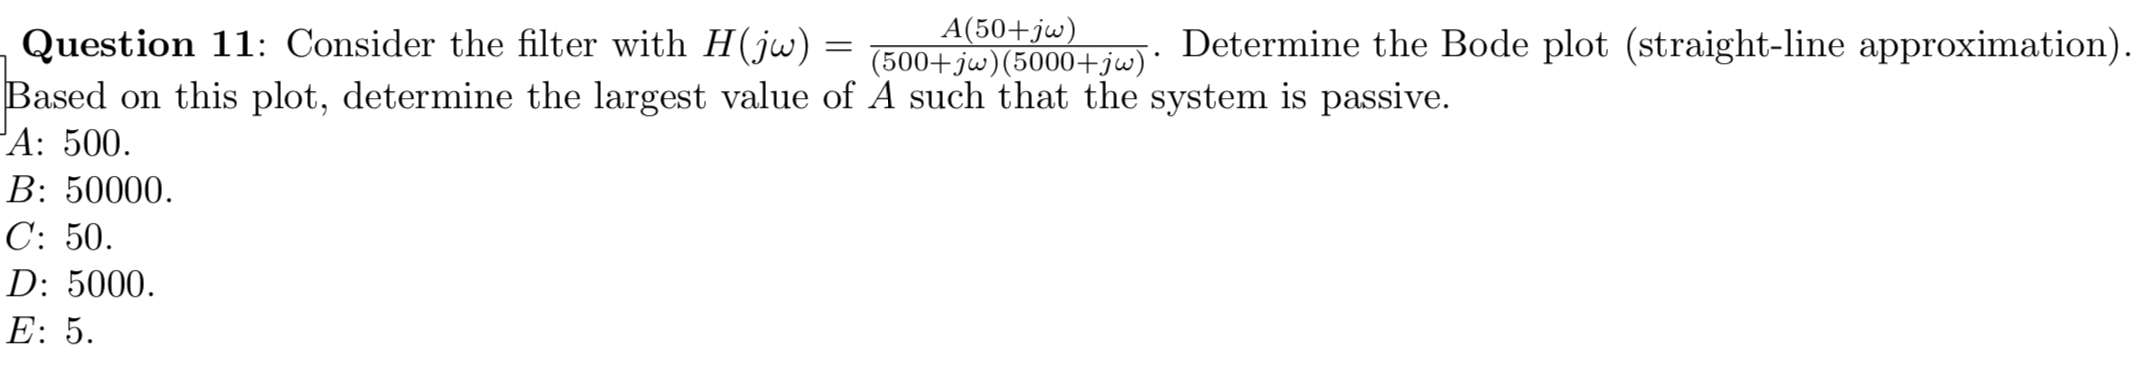 Question 11: Consider the filter with $H(j\omega) = \frac{A(50+j\omega)}{(500+j\omega)(5000+j\omega)}$. Determine the Bode plot (straight-line approximation).
Based on this plot, determine the largest value of $A$ such that the system is passive.
A: 500.
B: 50000.
C: 50.
D: 5000.
E: 5.